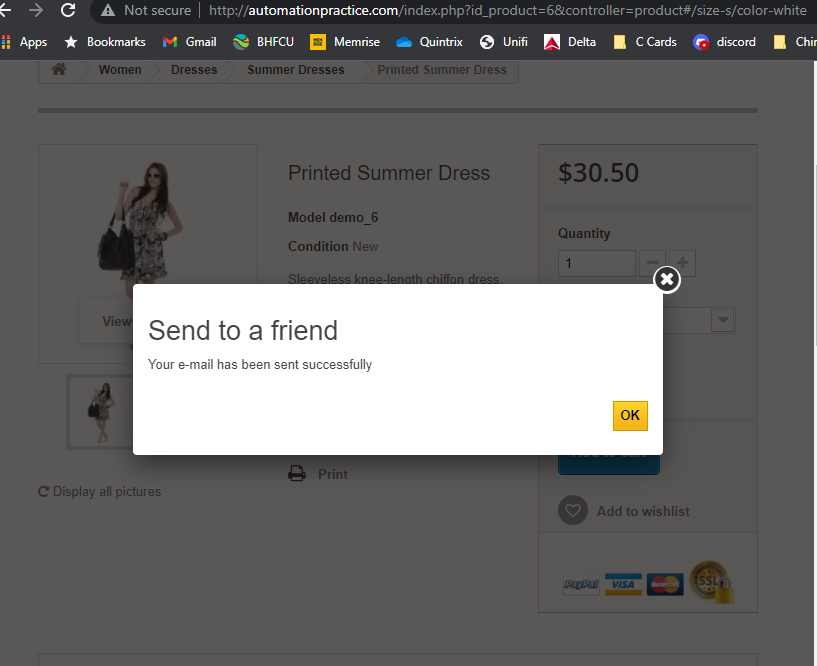 Not secure | http://automationpractice.com/index.php?id_product=6&controller=product#/size-s/color-white
Apps Bookmarks Gmail BHFCU Memrise Quintrix Unifi Delta C Cards discord
Women Dresses Summer Dresses Printed Summer Dress
Printed Summer Dress
Model demo_6
Condition New
Sleeveless knee-length chiffon dress.
$30.50
Quantity
1
View
Send to a friend
Your e-mail has been sent successfully
OK
Print
Display all pictures
Add to cart
Add to wishlist
PayPal VISA MasterCard SSL